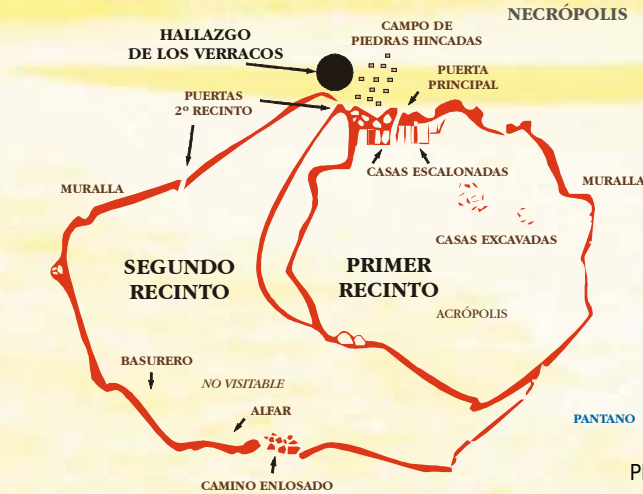 NECRÓPOLIS
HALLAZGO
DE LOS VERRACOS
CAMPO DE
PIEDRAS HINCADAS
PUERTA
PRINCIPAL
PUERTAS
2º RECINTO
CASAS ESCALONADAS
MURALLA
MURALLA
CASAS EXCAVADAS
SEGUNDO
RECINTO
PRIMER
RECINTO
ACRÓPOLIS
BASURERO
NO VISITABLE
ALFAR
PANTANO
CAMINO ENLOSADO